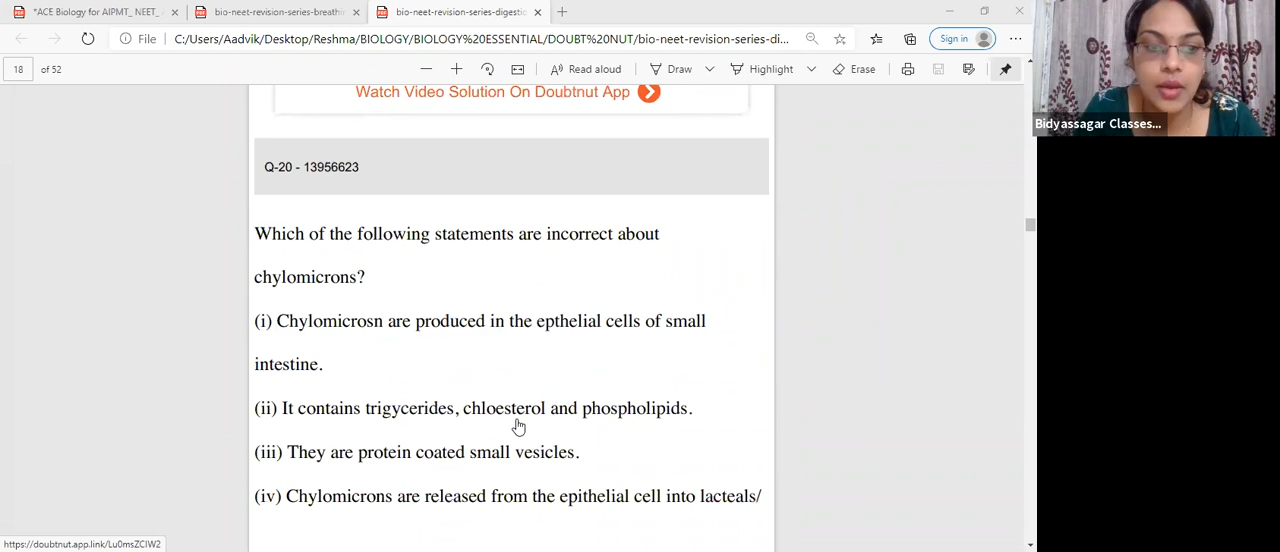 *ACE Biology for AIPMT_ NEET_
bio-neet-revision-series-breathin
bio-neet-revision-series-digestic
File
C:/Users/Aadvik/Desktop/Reshma/BIOLOGY/BIOLOGY%20ESSENTIAL/DOUBT%20NUT/bio-neet-revision-series-di...
Sign in
18 of 52
Read aloud
Draw
Highlight
Erase
Watch Video Solution On Doubtnut App
Bidyassagar Classes...
Q-20 - 13956623
Which of the following statements are incorrect about
chylomicrons?
(i) Chylomicrosn are produced in the epthelial cells of small
intestine.
(ii) It contains trigycerides, chloesterol and phospholipids.
(iii) They are protein coated small vesicles.
(iv) Chylomicrons are released from the epithelial cell into lacteals/
https://doubtnut.app.link/Lu0msZCIW2